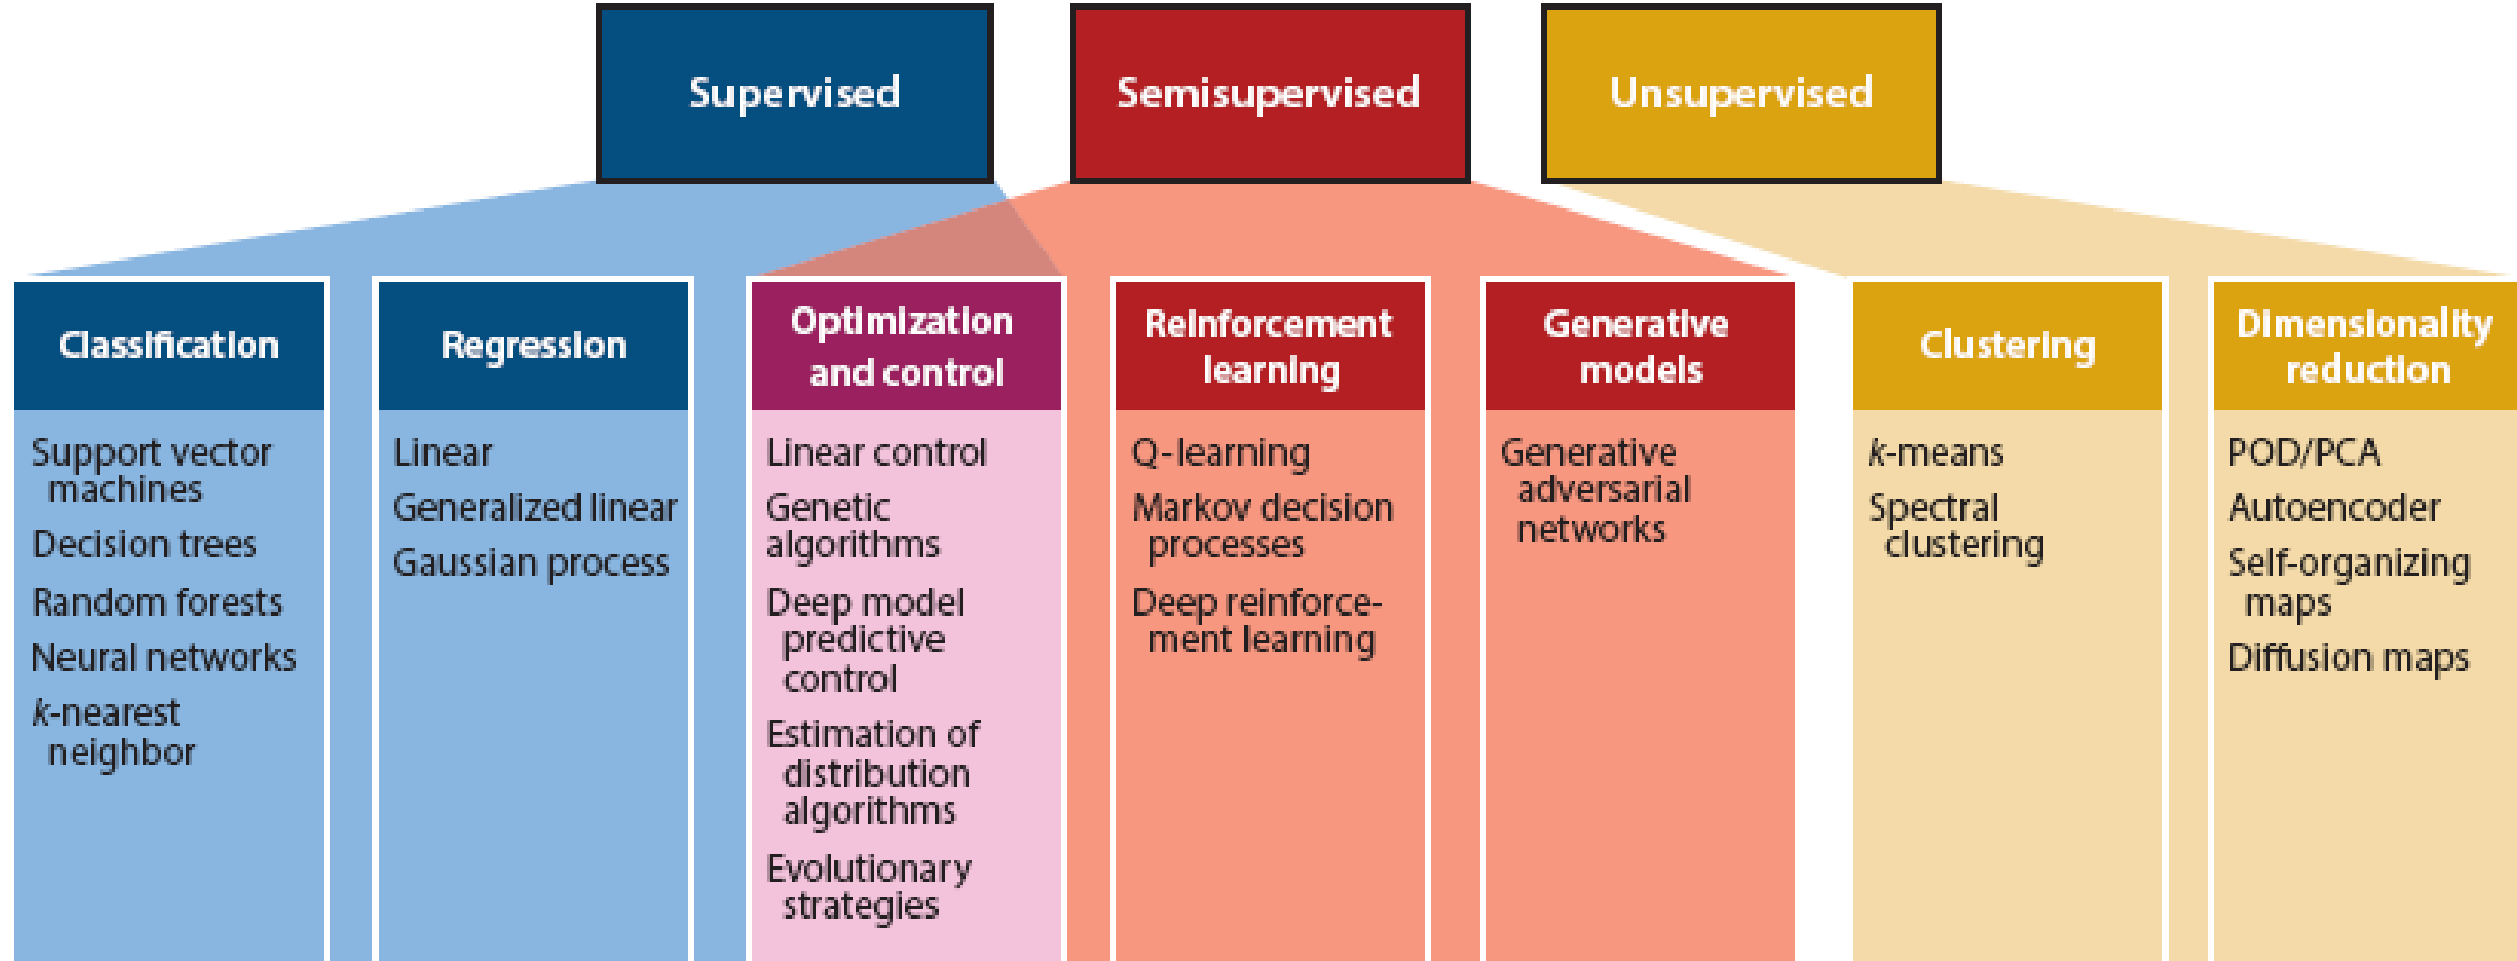 Supervised
Semisupervised
Unsupervised
Classification
Support vector
machines
Decision trees
Random forests
Neural networks
k-nearest
neighbor
Regression
Linear
Generalized linear
Gaussian process
Optimization
and control
Linear control
Genetic
algorithms
Deep model
predictive
control
Estimation of
distribution
algorithms
Evolutionary
strategies
Reinforcement
learning
Q-learning
Markov decision
processes
Deep reinforce-
ment learning
Generative
models
Generative
adversarial
networks
Clustering
k-means
Spectral
clustering
Dimensionality
reduction
POD/PCA
Autoencoder
Self-organizing
maps
Diffusion maps